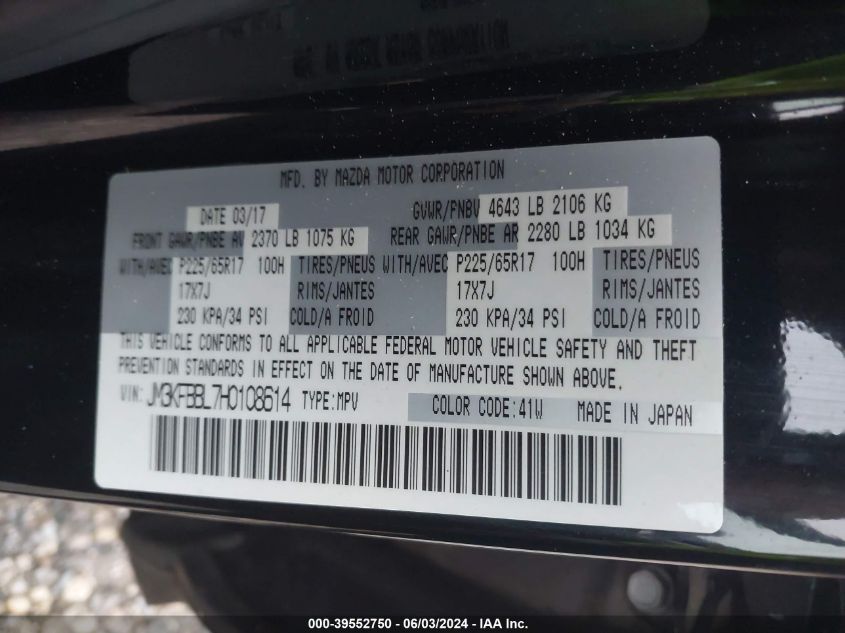 MFD. BY MAZDA MOTOR CORPORATION
DATE 03/17 GVWR/PNBV 4643 LB 2106 KG
FRONT GAWR/PNBE AV 2370 LB 1075 KG REAR GAWR/PNBE AR 2280 LB 1034 KG
WITH/AVEC P225/65R17 100H TIRES/PNEUS WITH/AVEC P225/65R17 100H TIRES/PNEUS
17X7J RIMS/JANTES 17X7J RIMS/JANTES
230 KPA/34 PSI COLD/A FROID 230 KPA/34 PSI COLD/A FROID
THIS VEHICLE CONFORMS TO ALL APPLICABLE FEDERAL MOTOR VEHICLE SAFETY AND THEFT
PREVENTION STANDARDS IN EFFECT ON THE DATE OF MANUFACTURE SHOWN ABOVE.
VIN: JM3KFBBL7H0108614 TYPE:MPV COLOR CODE:41W MADE IN JAPAN
000-39552750 - 06/03/2024 - IAA Inc.